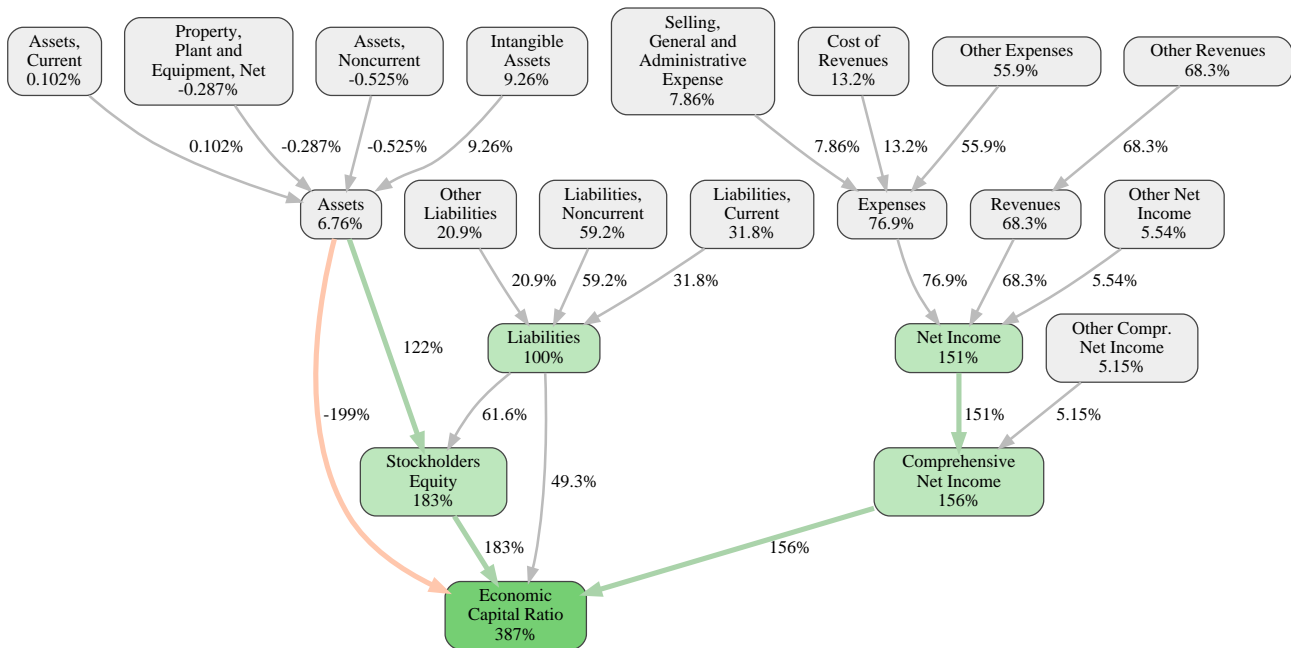 Assets,
Current
0.102%
Property,
Plant and
Equipment, Net
-0.287%
Assets,
Noncurrent
-0.525%
Intangible
Assets
9.26%
Selling,
General and
Administrative
Expense
7.86%
Cost of
Revenues
13.2%
Other Expenses
55.9%
Other Revenues
68.3%
0.102%
-0.287%
-0.525%
9.26%
7.86%
13.2%
55.9%
68.3%
Assets
6.76%
Other
Liabilities
20.9%
Liabilities,
Noncurrent
59.2%
Liabilities,
Current
31.8%
Expenses
76.9%
Revenues
68.3%
Other Net
Income
5.54%
20.9%
59.2%
31.8%
76.9%
68.3%
5.54%
122%
Liabilities
100%
Net Income
151%
Other Compr.
Net Income
5.15%
-199%
61.6%
151%
5.15%
Stockholders
Equity
183%
49.3%
Comprehensive
Net Income
156%
183%
156%
Economic
Capital Ratio
387%